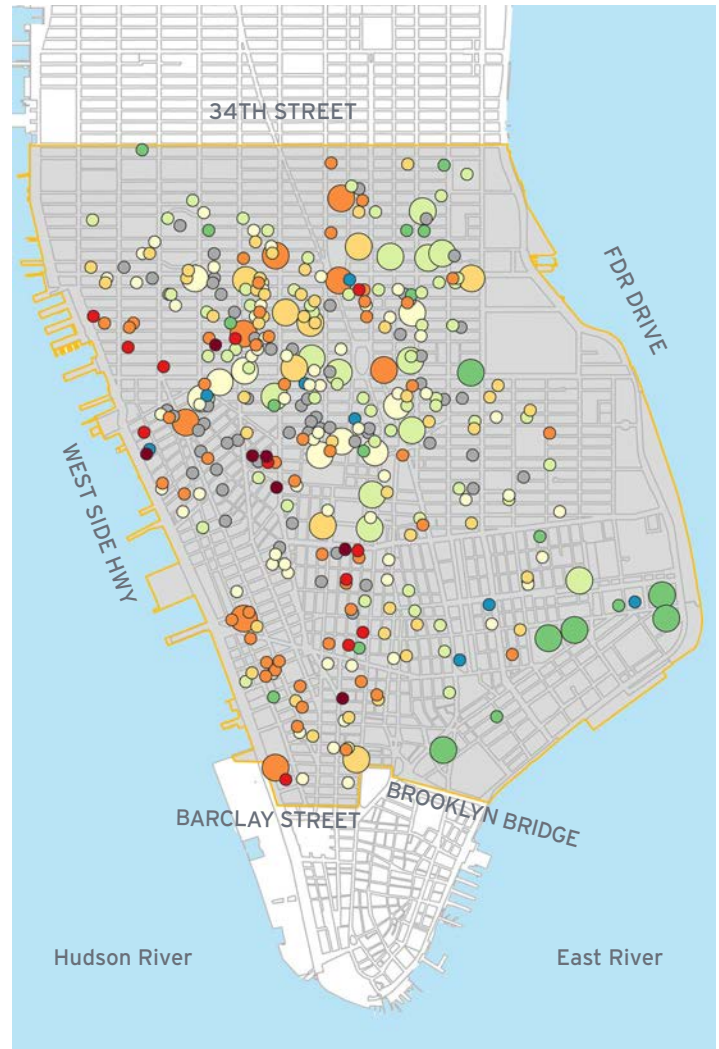 34TH STREET
FDR DRIVE
WEST SIDE HWY
BARCLAY STREET
BROOKLYN BRIDGE
Hudson River
East River